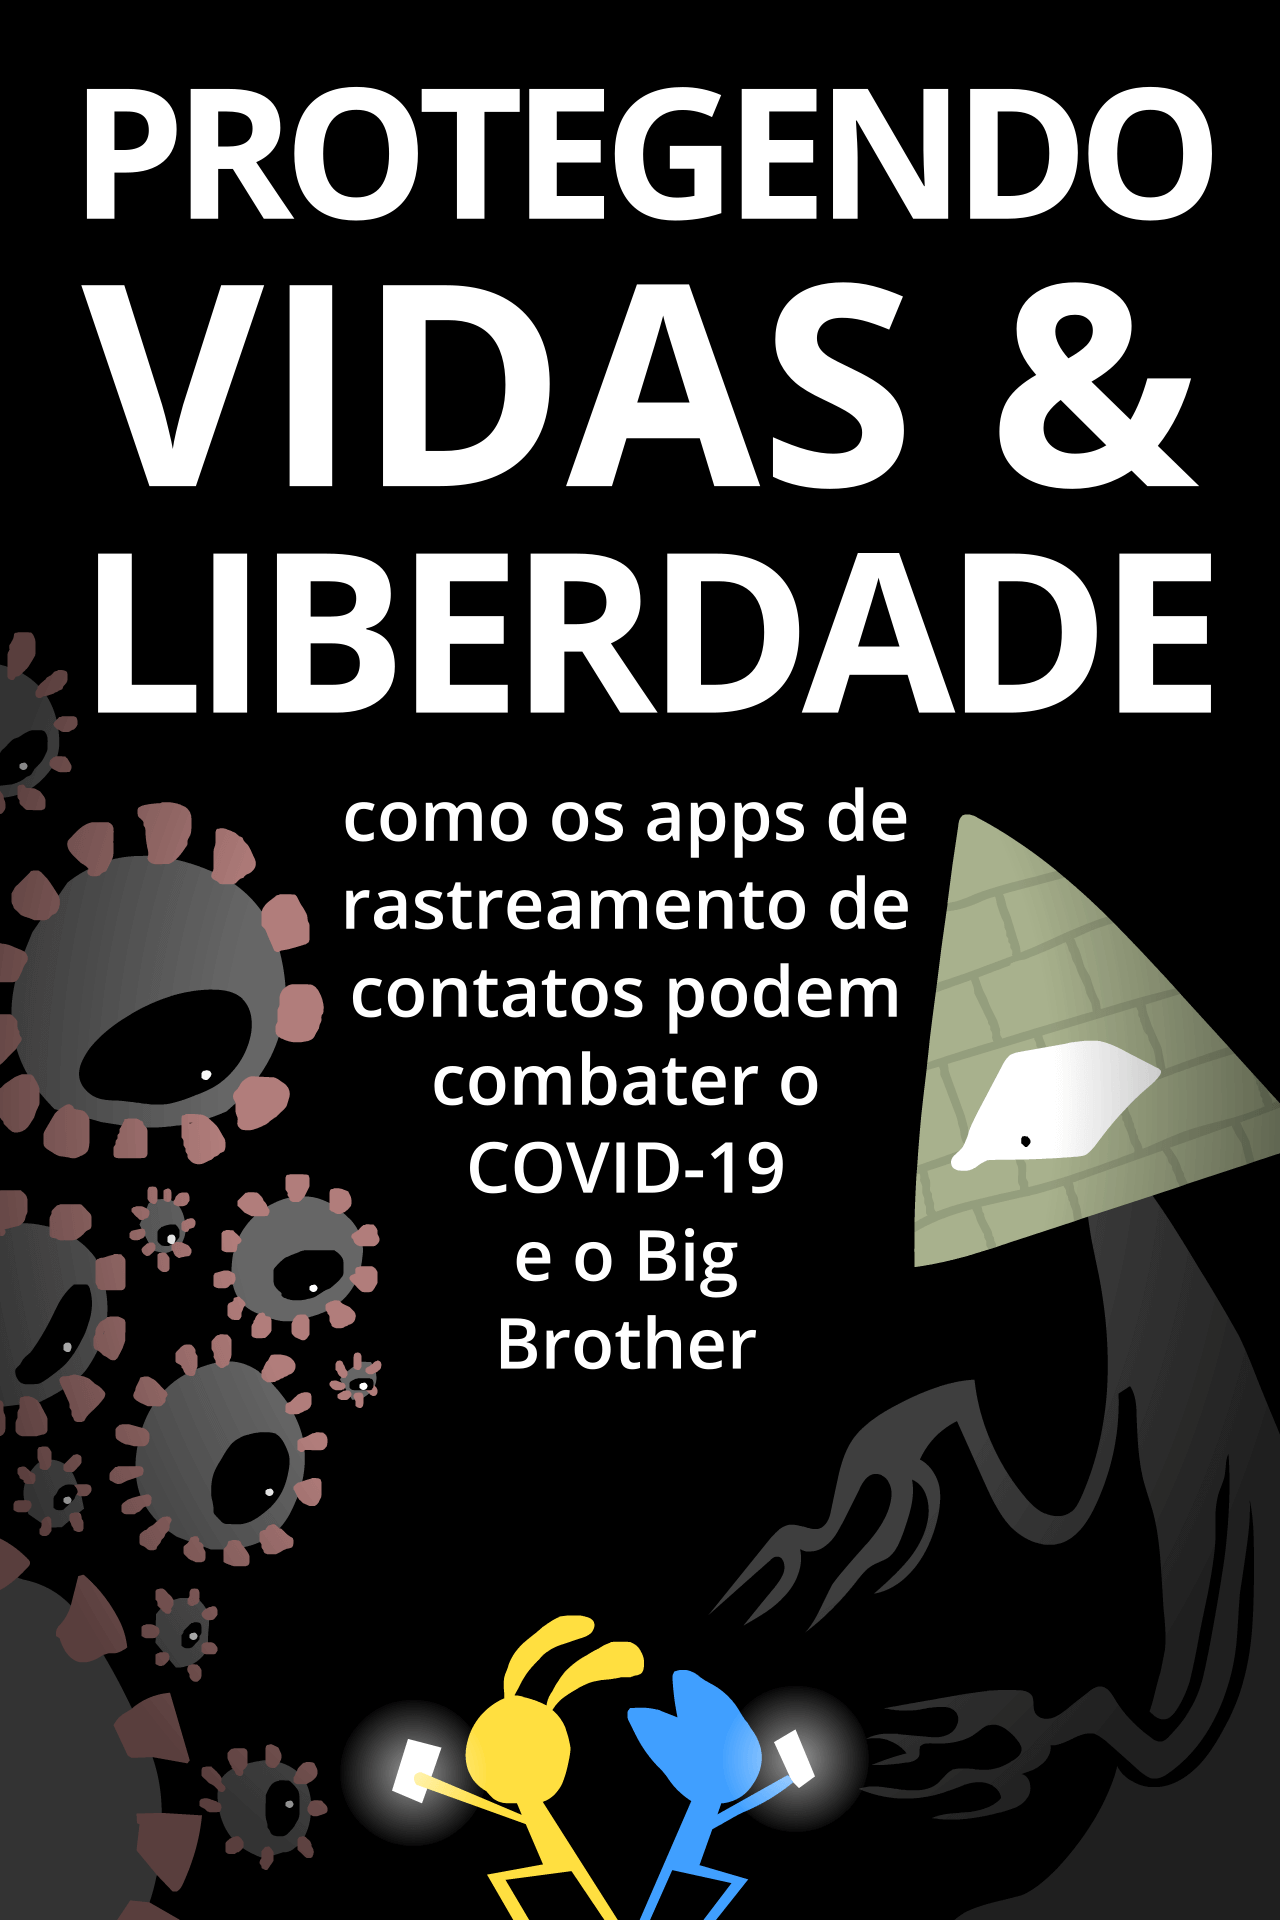 PROTEGENDO
VIDAS &
LIBERDADE
como os apps de
rastreamento de
contatos podem
combater o
COVID-19
e o Big
Brother